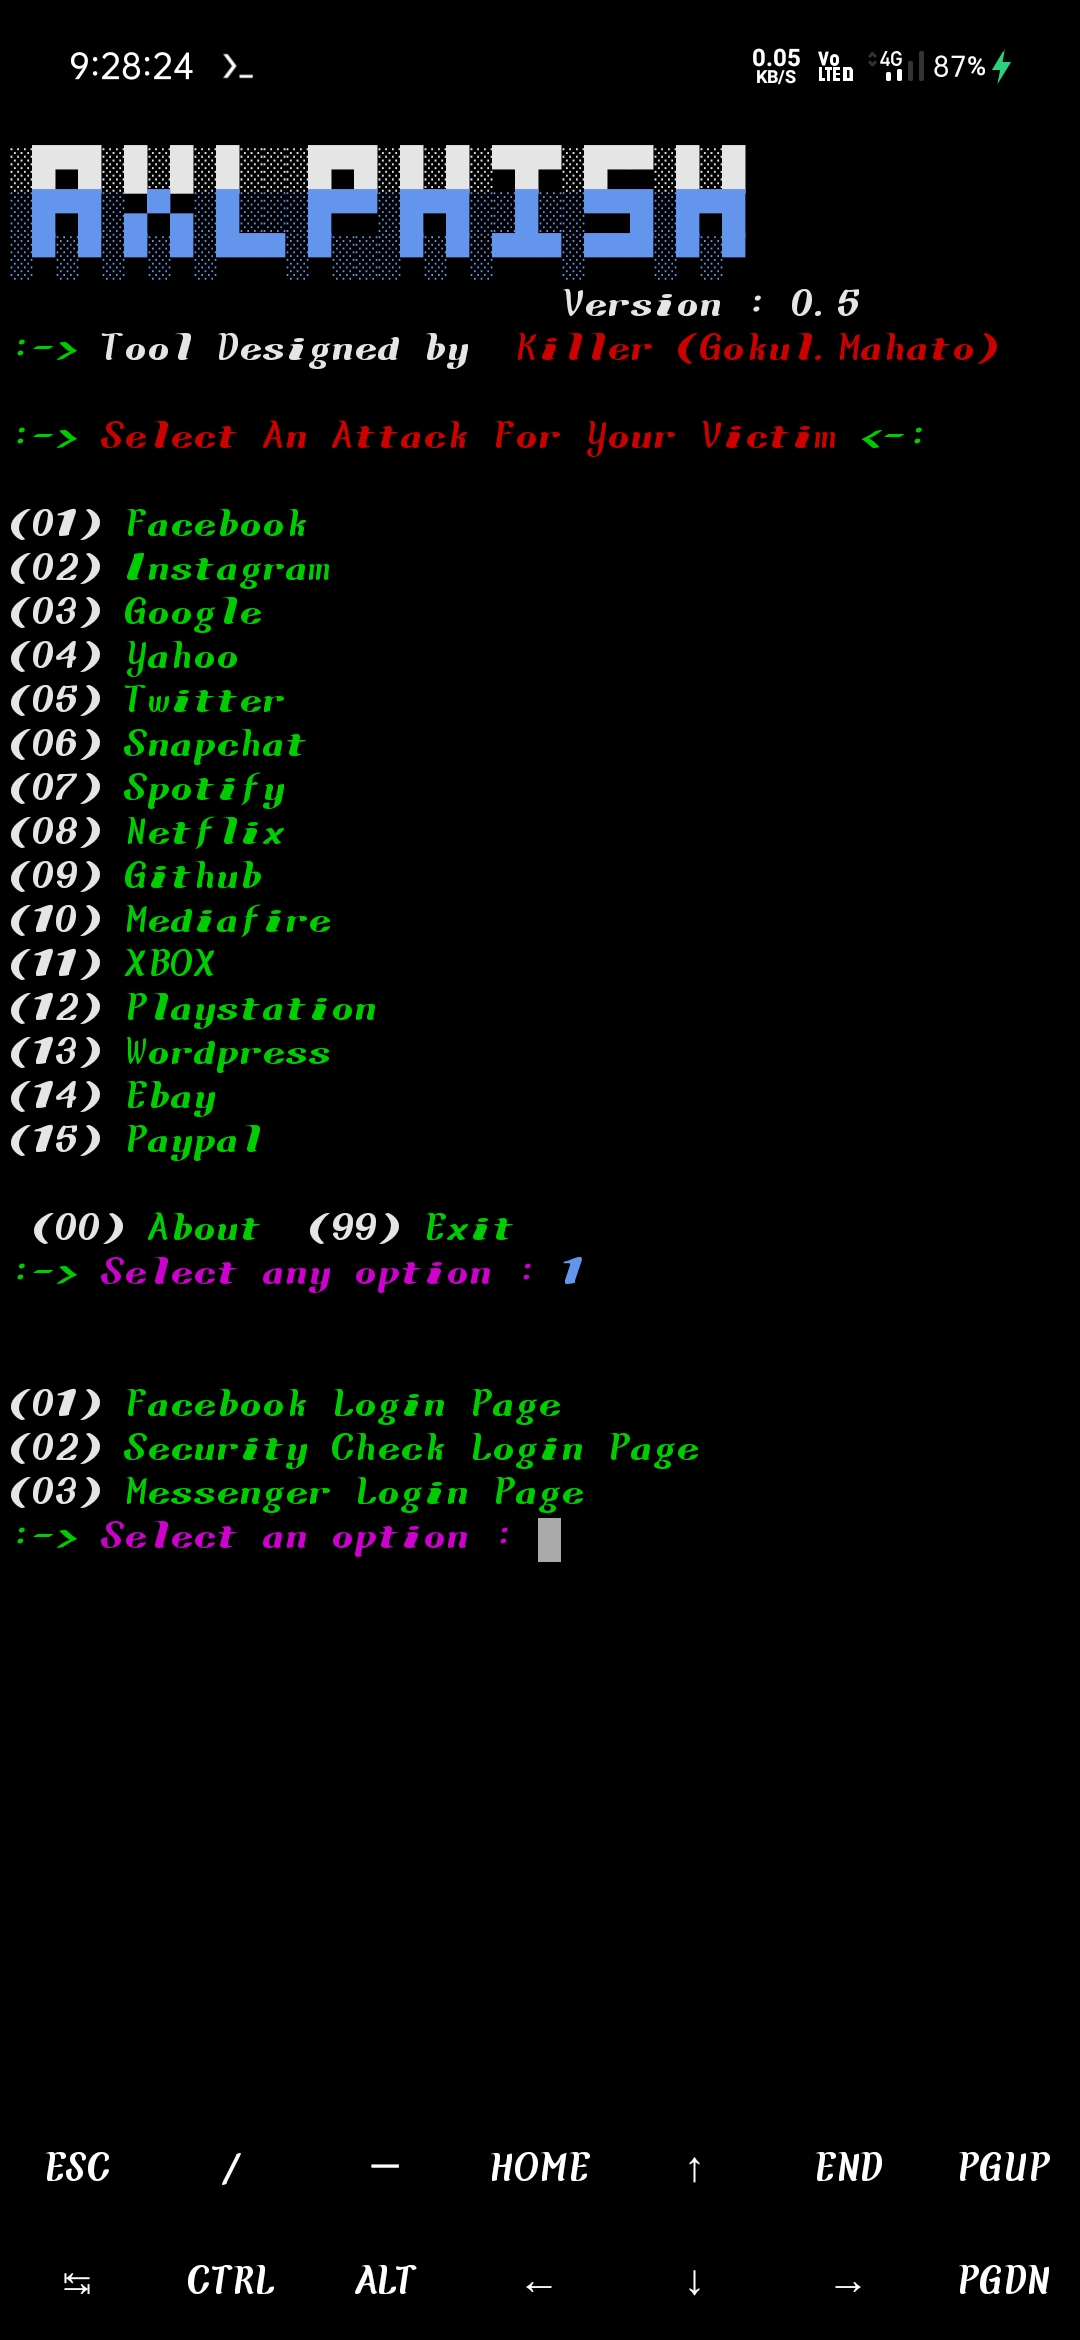 9:28:24 0.05 KB/S Vo LTE D 4G 87%
AXLPHISH
Version : 0.5
:-> Tool Designed by Killer (Gokul.Mahato)
:-> Select An Attack For Your Victim <-:
(01) Facebook
(02) Instagram
(03) Google
(04) Yahoo
(05) Twitter
(06) Snapchat
(07) Spotify
(08) Netflix
(09) Github
(10) Mediafire
(11) XBOX
(12) Playstation
(13) Wordpress
(14) Ebay
(15) Paypal
(00) About (99) Exit
:-> Select any option : 1
(01) Facebook Login Page
(02) Security Check Login Page
(03) Messenger Login Page
:-> Select an option :
ESC / — HOME ↑ END PGUP
↹ CTRL ALT ← ↓ → PGDN